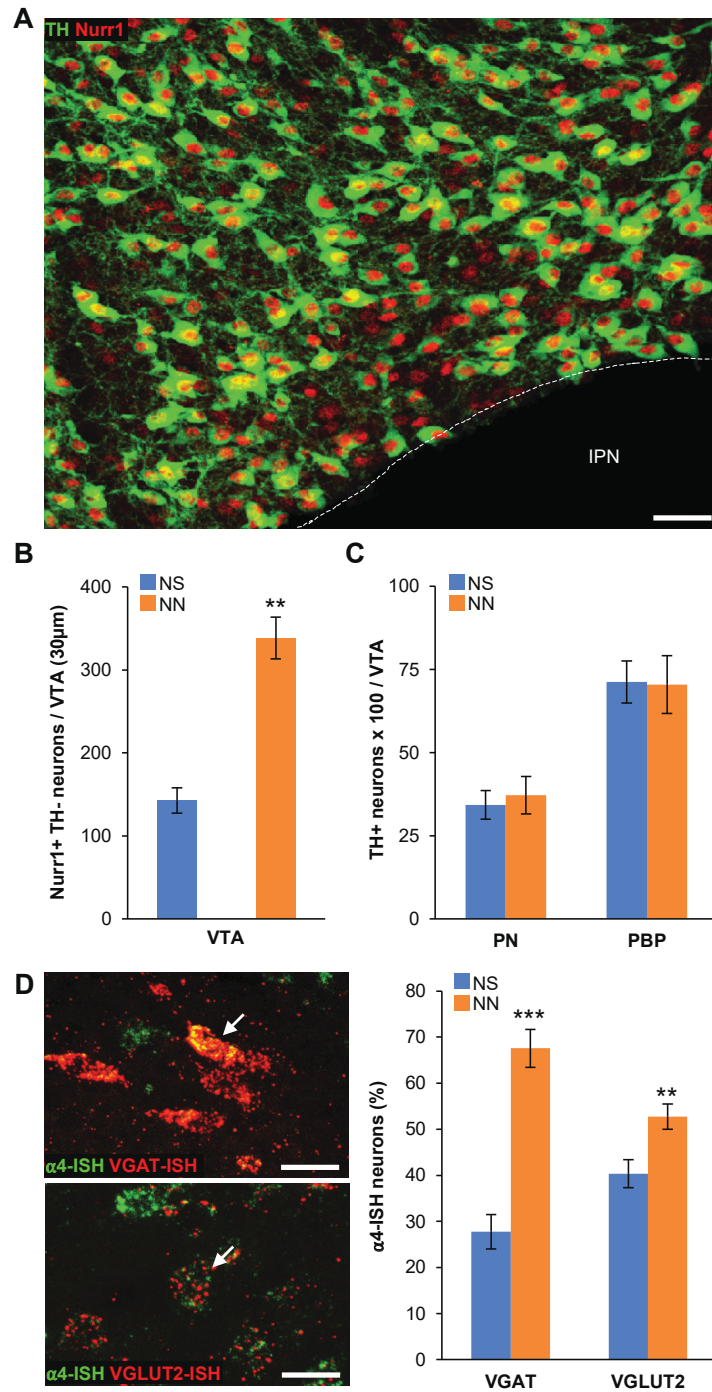 A
TH Nurr1
IPN
B
NS
NN
Nurr1+ TH- neurons / VTA (30µm)
400
300
200
100
0
**
VTA
C
NS
NN
TH+ neurons x 100 / VTA
100
75
50
25
0
PN
PBP
D
α4-ISH VGAT-ISH
α4-ISH VGLUT2-ISH
NS
NN
α4-ISH neurons (%)
80
70
60
50
40
30
20
10
0
***
**
VGAT
VGLUT2